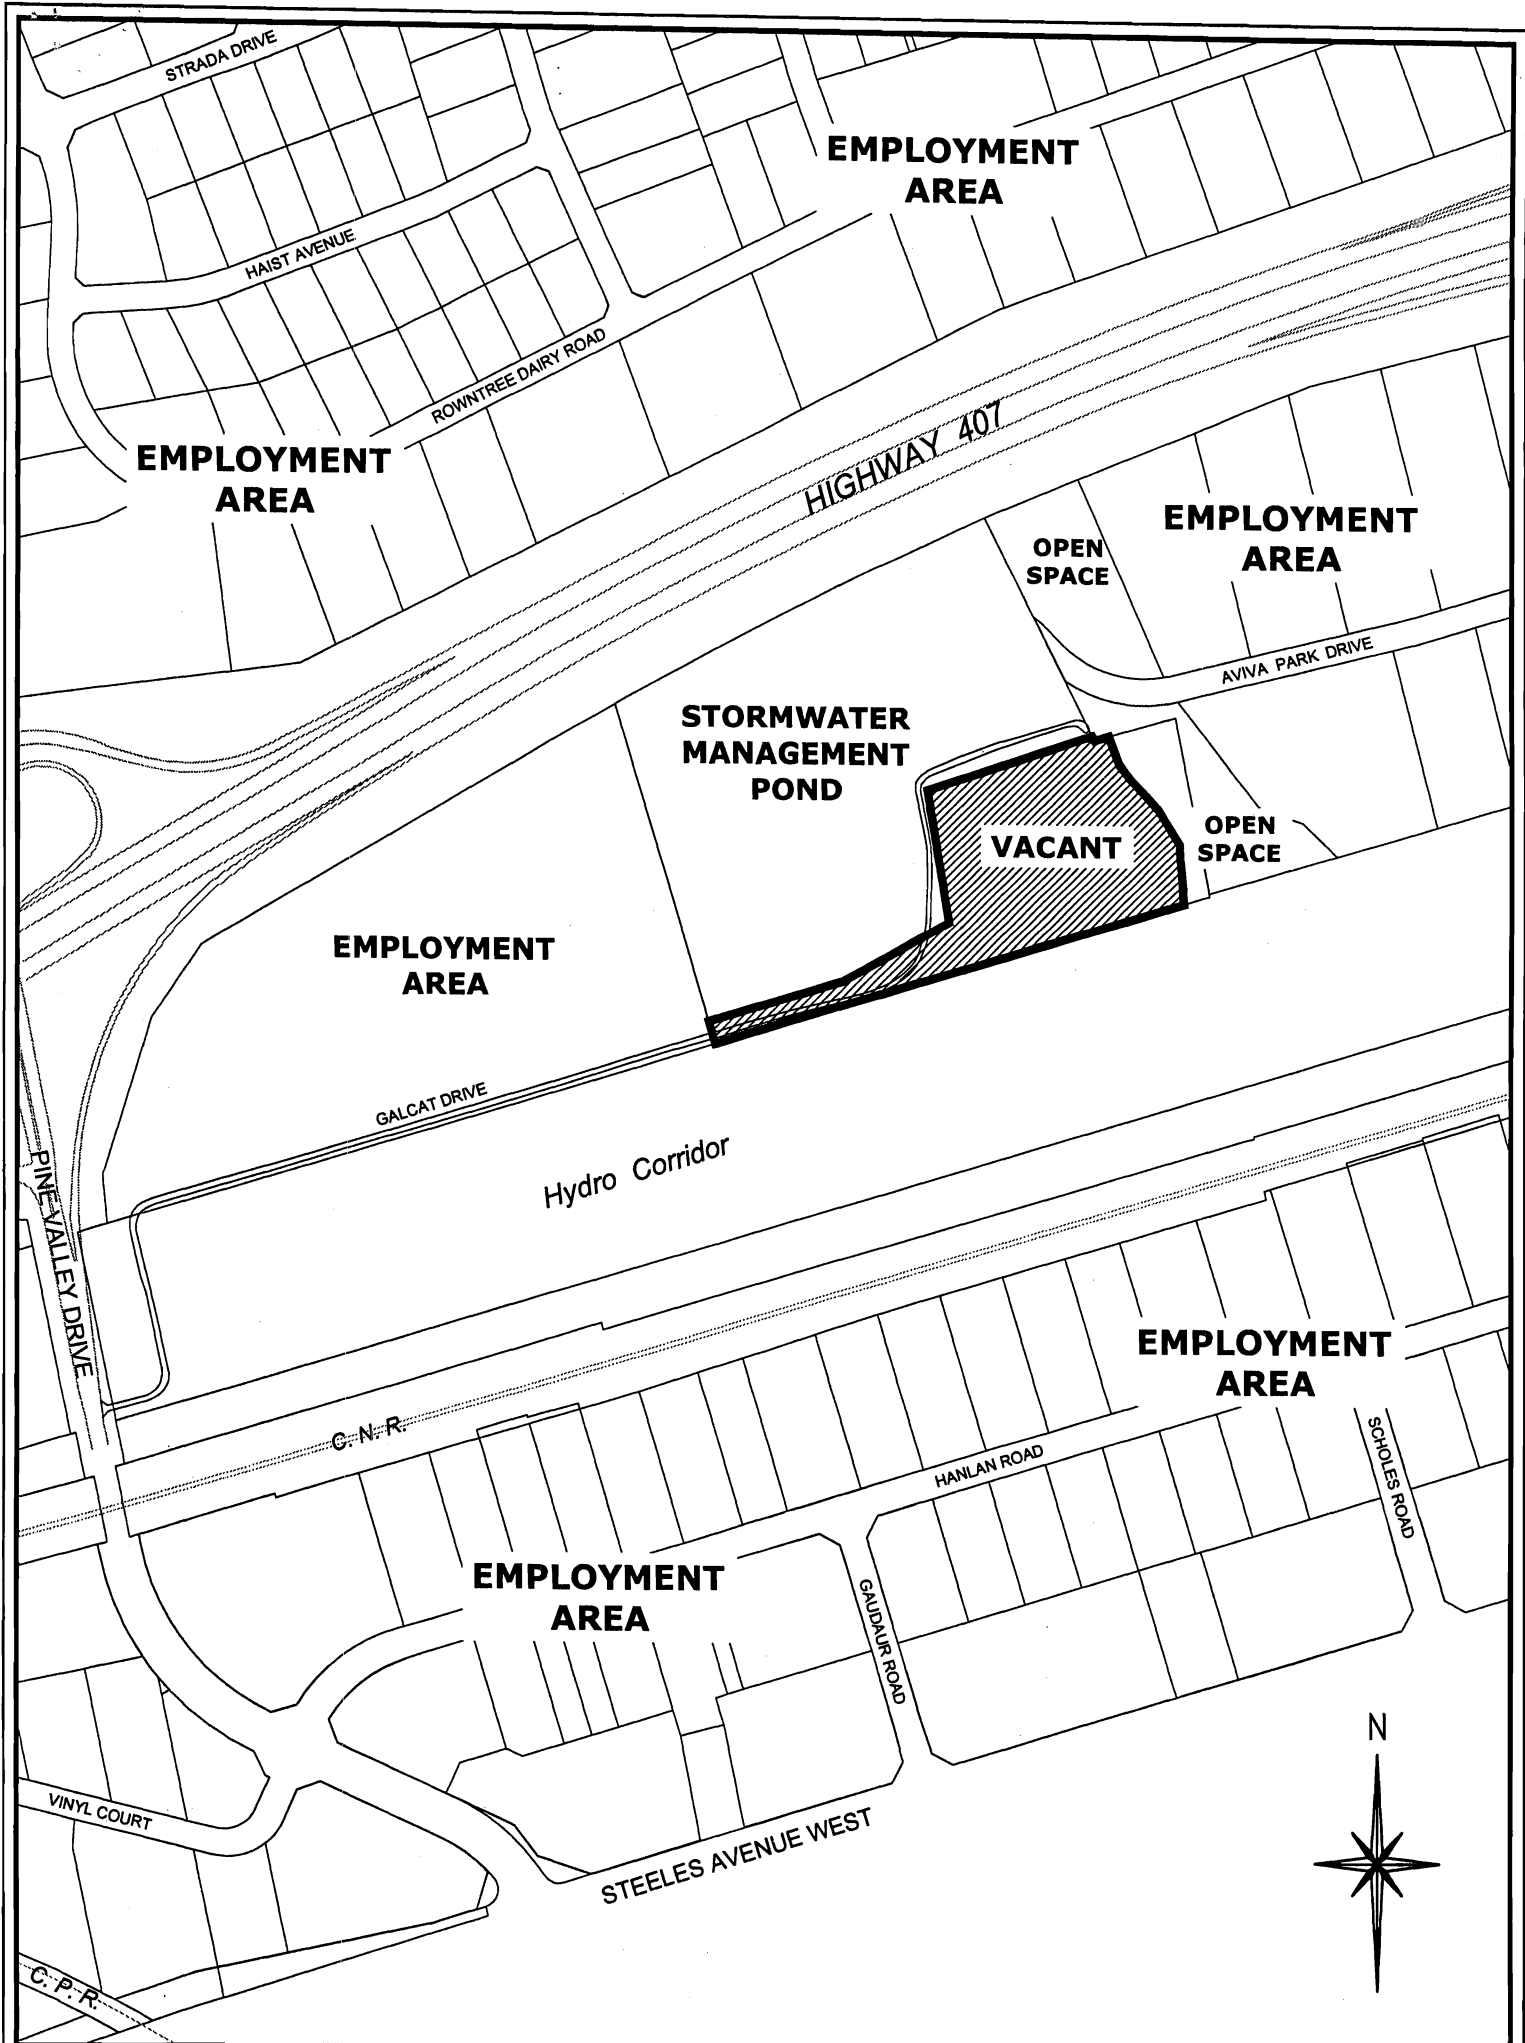 STRADA DRIVE
EMPLOYMENT
AREA
HAIST AVENUE
ROWNTREE DAIRY ROAD
EMPLOYMENT
AREA
HIGHWAY 407
EMPLOYMENT
AREA
OPEN
SPACE
AVIVA PARK DRIVE
STORMWATER
MANAGEMENT
POND
VACANT
OPEN
SPACE
EMPLOYMENT
AREA
GALCAT DRIVE
Hydro Corridor
PINE VALLEY DRIVE
EMPLOYMENT
AREA
C. N. R.
HANLAN ROAD
SCHOLES ROAD
EMPLOYMENT
AREA
GAUDAUR ROAD
N
VINYL COURT
STEELES AVENUE WEST
C. P. R.